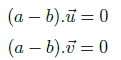 (a − b).u⃗ = 0
(a − b).v⃗ = 0